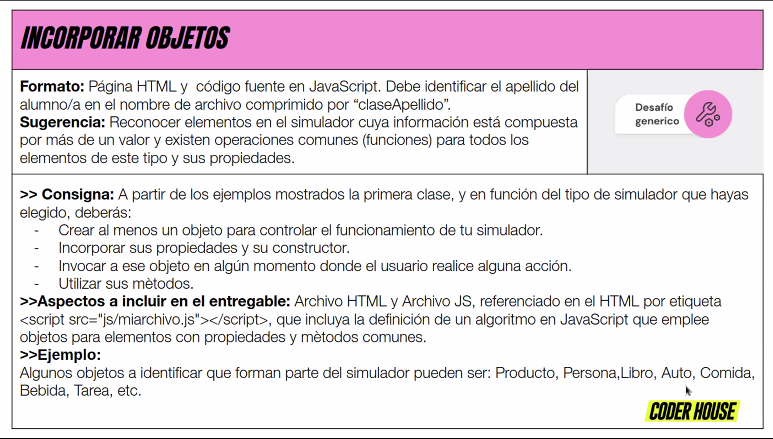 INCORPORAR OBJETOS
Formato: Página HTML y código fuente en JavaScript. Debe identificar el apellido del
alumno/a en el nombre de archivo comprimido por “claseApellido”.
Sugerencia: Reconocer elementos en el simulador cuya información está compuesta
por más de un valor y existen operaciones comunes (funciones) para todos los
elementos de este tipo y sus propiedades.
Desafío
generico
>> Consigna: A partir de los ejemplos mostrados la primera clase, y en función del tipo de simulador que hayas
elegido, deberás:
- Crear al menos un objeto para controlar el funcionamiento de tu simulador.
- Incorporar sus propiedades y su constructor.
- Invocar a ese objeto en algún momento donde el usuario realice alguna acción.
- Utilizar sus mètodos.
>>Aspectos a incluir en el entregable: Archivo HTML y Archivo JS, referenciado en el HTML por etiqueta
<script src="js/miarchivo.js"></script>, que incluya la definición de un algoritmo en JavaScript que emplee
objetos para elementos con propiedades y mètodos comunes.
>>Ejemplo:
Algunos objetos a identificar que forman parte del simulador pueden ser: Producto, Persona,Libro, Auto, Comida,
Bebida, Tarea, etc.
CODER HOUSE